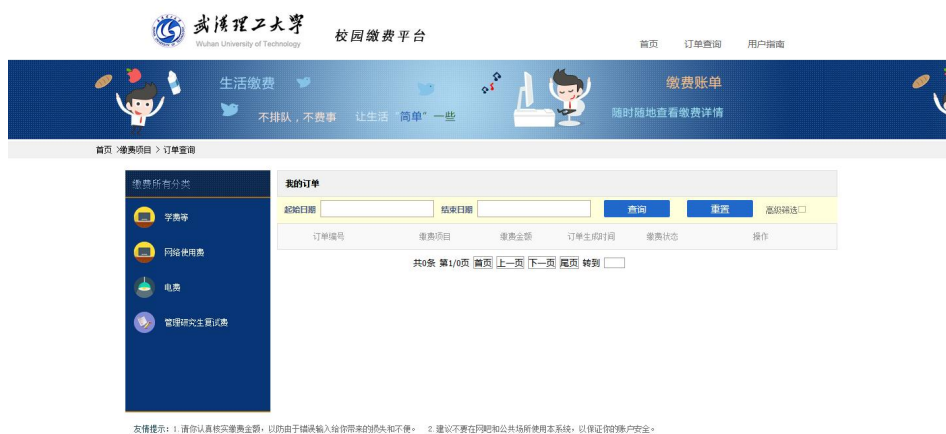 武漢理工大學
Wuhan University of Technology
校园缴费平台
首页 订单查询 用户指南
生活缴费
不排队，不费事 让生活“简单”一些
缴费账单
随时随地查看缴费详情
首页 >缴费项目 > 订单查询
缴费所有分类
学费等
网络使用费
电费
管理研究生复试费
我的订单
起始日期 结束日期 查询 重置 高级筛选
订单编号 缴费项目 缴费金额 订单生成时间 缴费状态 操作
共0条 第1/0页 首页 上一页 下一页 尾页 转到
友情提示：1. 请你认真核实缴费金额，以防由于错误输入给你带来的损失和不便。 2. 建议不要在网吧和公共场所使用本系统，以保证你的账户安全。